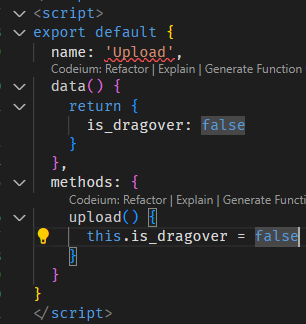 <script>
export default {
name: 'Upload',
Codeium: Refactor | Explain | Generate Function
data() {
return {
is_dragover: false
}
},
methods: {
Codeium: Refactor | Explain | Generate Function
upload() {
this.is_dragover = false
}
}
}
</script>